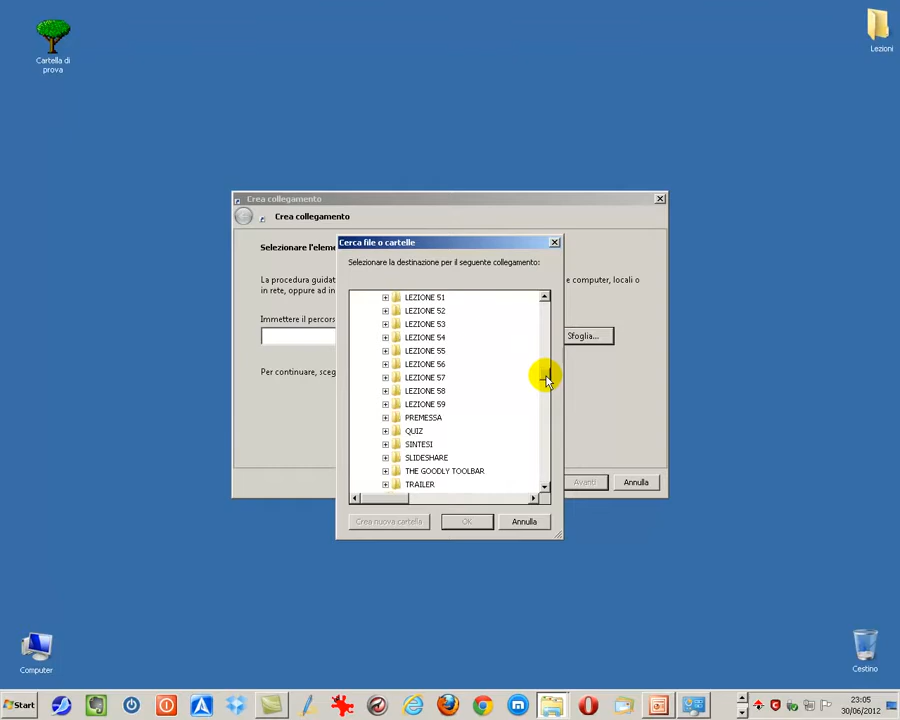 Cartella di
prova
Lezioni
Crea collegamento
Crea collegamento
Selezionare l'eleme
La procedura guidat
e computer, locali o
in rete, oppure ad in
Immettere il percors
Sfoglia...
Per continuare, sceg
Avanti
Annulla
Cerca file o cartelle
Selezionare la destinazione per il seguente collegamento:
LEZIONE 51
LEZIONE 52
LEZIONE 53
LEZIONE 54
LEZIONE 55
LEZIONE 56
LEZIONE 57
LEZIONE 58
LEZIONE 59
PREMESSA
QUIZ
SINTESI
SLIDESHARE
THE GOODLY TOOLBAR
TRAILER
Crea nuova cartella
OK
Annulla
Computer
Cestino
Start
23:05
30/06/2012